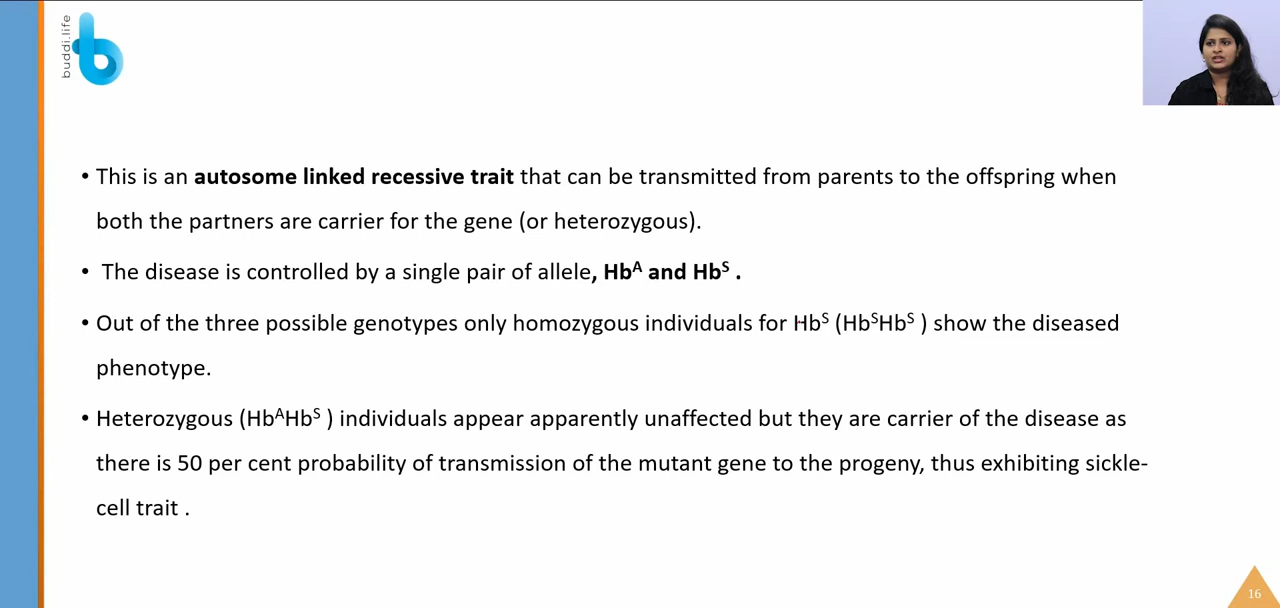 buddi.life
• This is an autosome linked recessive trait that can be transmitted from parents to the offspring when
both the partners are carrier for the gene (or heterozygous).
• The disease is controlled by a single pair of allele, Hbᴬ and Hbˢ .
• Out of the three possible genotypes only homozygous individuals for Hbˢ (HbˢHbˢ ) show the diseased
phenotype.
• Heterozygous (HbᴬHbˢ ) individuals appear apparently unaffected but they are carrier of the disease as
there is 50 per cent probability of transmission of the mutant gene to the progeny, thus exhibiting sickle-
cell trait .
16